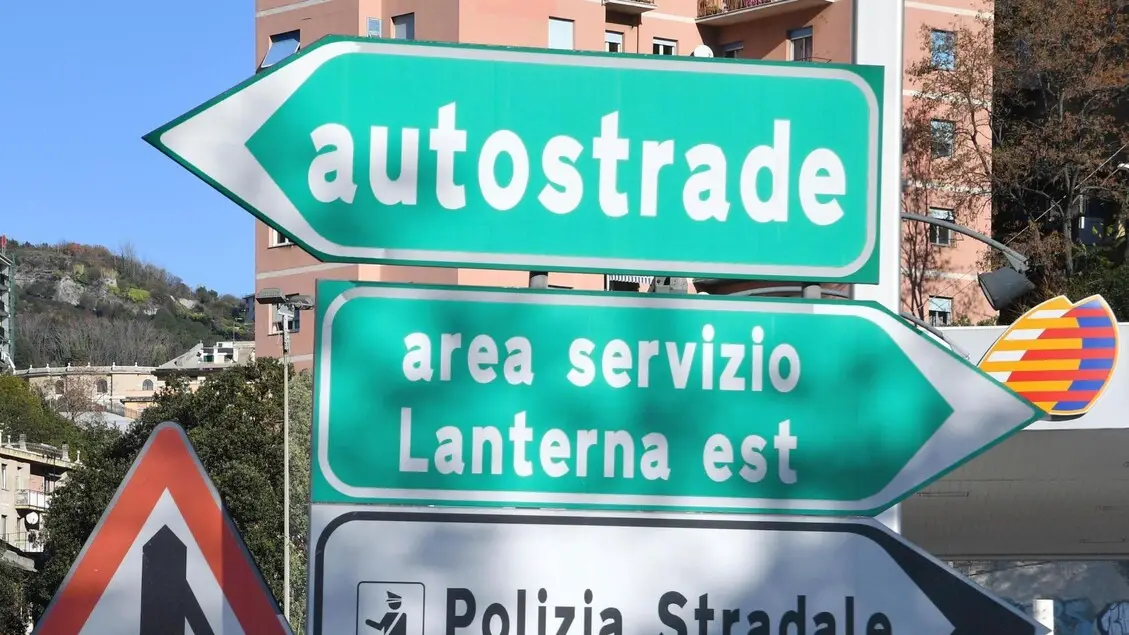 autostrade
area servizio
Lanterna est
Polizia Stradale